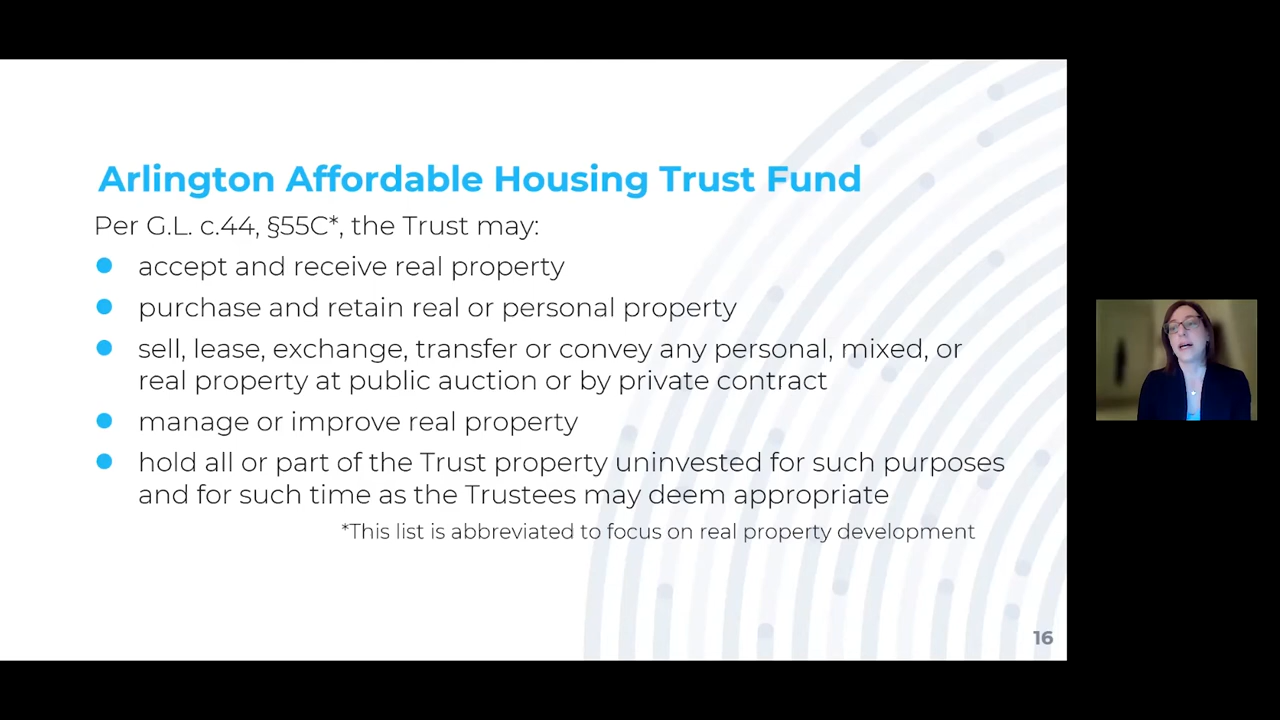 Arlington Affordable Housing Trust Fund
Per G.L. c.44, §55C*, the Trust may:
accept and receive real property
purchase and retain real or personal property
sell, lease, exchange, transfer or convey any personal, mixed, or
real property at public auction or by private contract
manage or improve real property
hold all or part of the Trust property uninvested for such purposes
and for such time as the Trustees may deem appropriate
*This list is abbreviated to focus on real property development
16